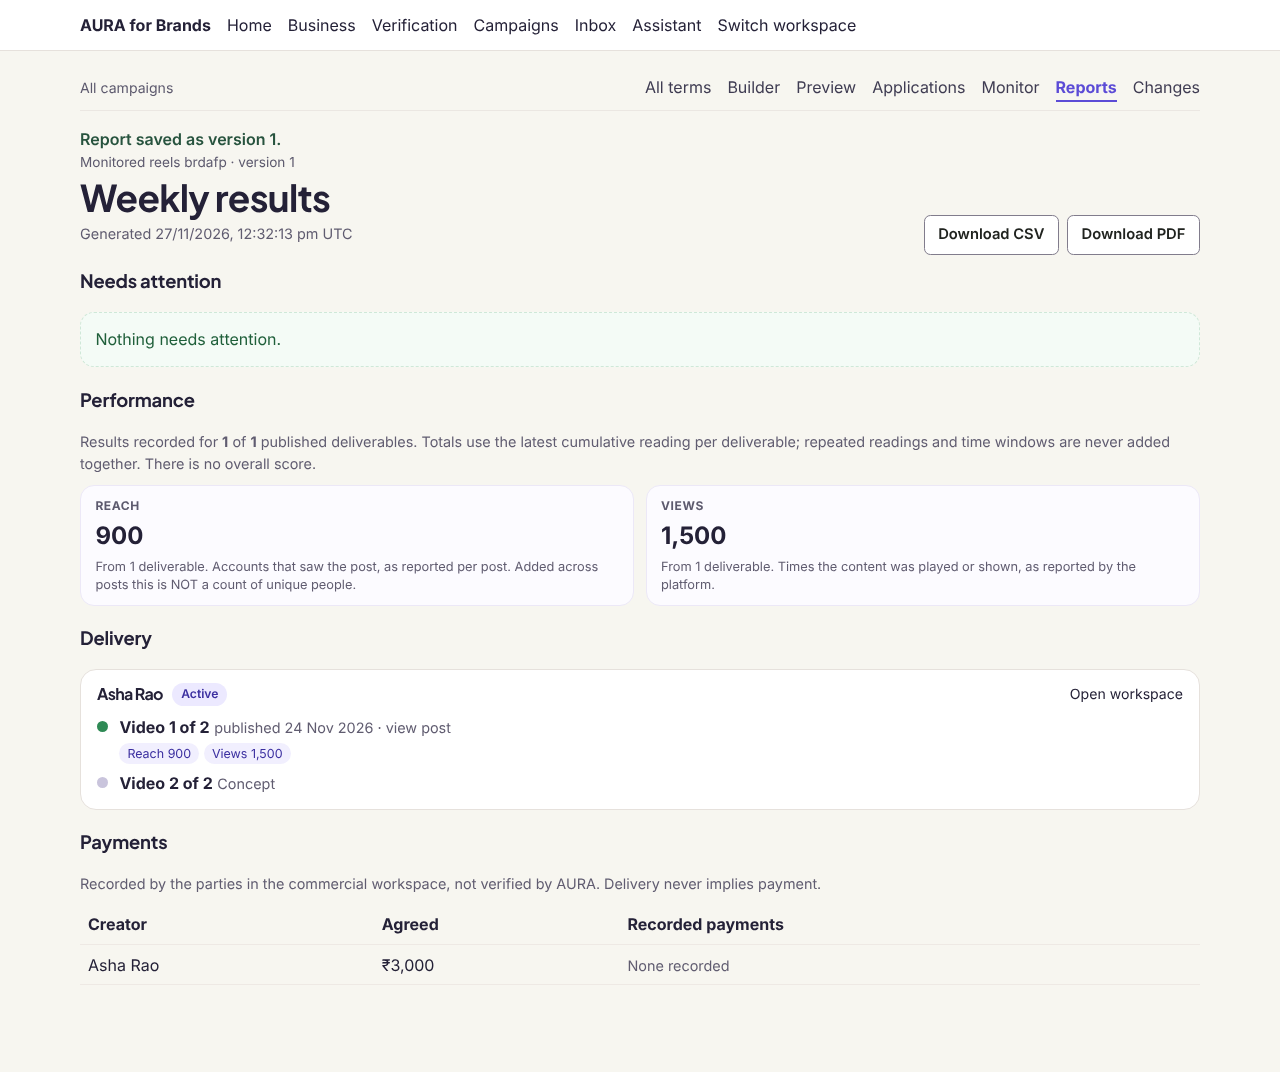 AURA for Brands Home Business Verification Campaigns Inbox Assistant Switch workspace
All campaigns All terms Builder Preview Applications Monitor Reports Changes
Report saved as version 1.
Monitored reels brdafp · version 1
Weekly results
Generated 27/11/2026, 12:32:13 pm UTC
Download CSV Download PDF
Needs attention
Nothing needs attention.
Performance
Results recorded for 1 of 1 published deliverables. Totals use the latest cumulative reading per deliverable; repeated readings and time windows are never added
together. There is no overall score.
REACH
900
From 1 deliverable. Accounts that saw the post, as reported per post. Added across
posts this is NOT a count of unique people.
VIEWS
1,500
From 1 deliverable. Times the content was played or shown, as reported by the
platform.
Delivery
Asha Rao Active Open workspace
Video 1 of 2 published 24 Nov 2026 · view post
Reach 900 Views 1,500
Video 2 of 2 Concept
Payments
Recorded by the parties in the commercial workspace, not verified by AURA. Delivery never implies payment.
Creator Agreed Recorded payments
Asha Rao ₹3,000 None recorded